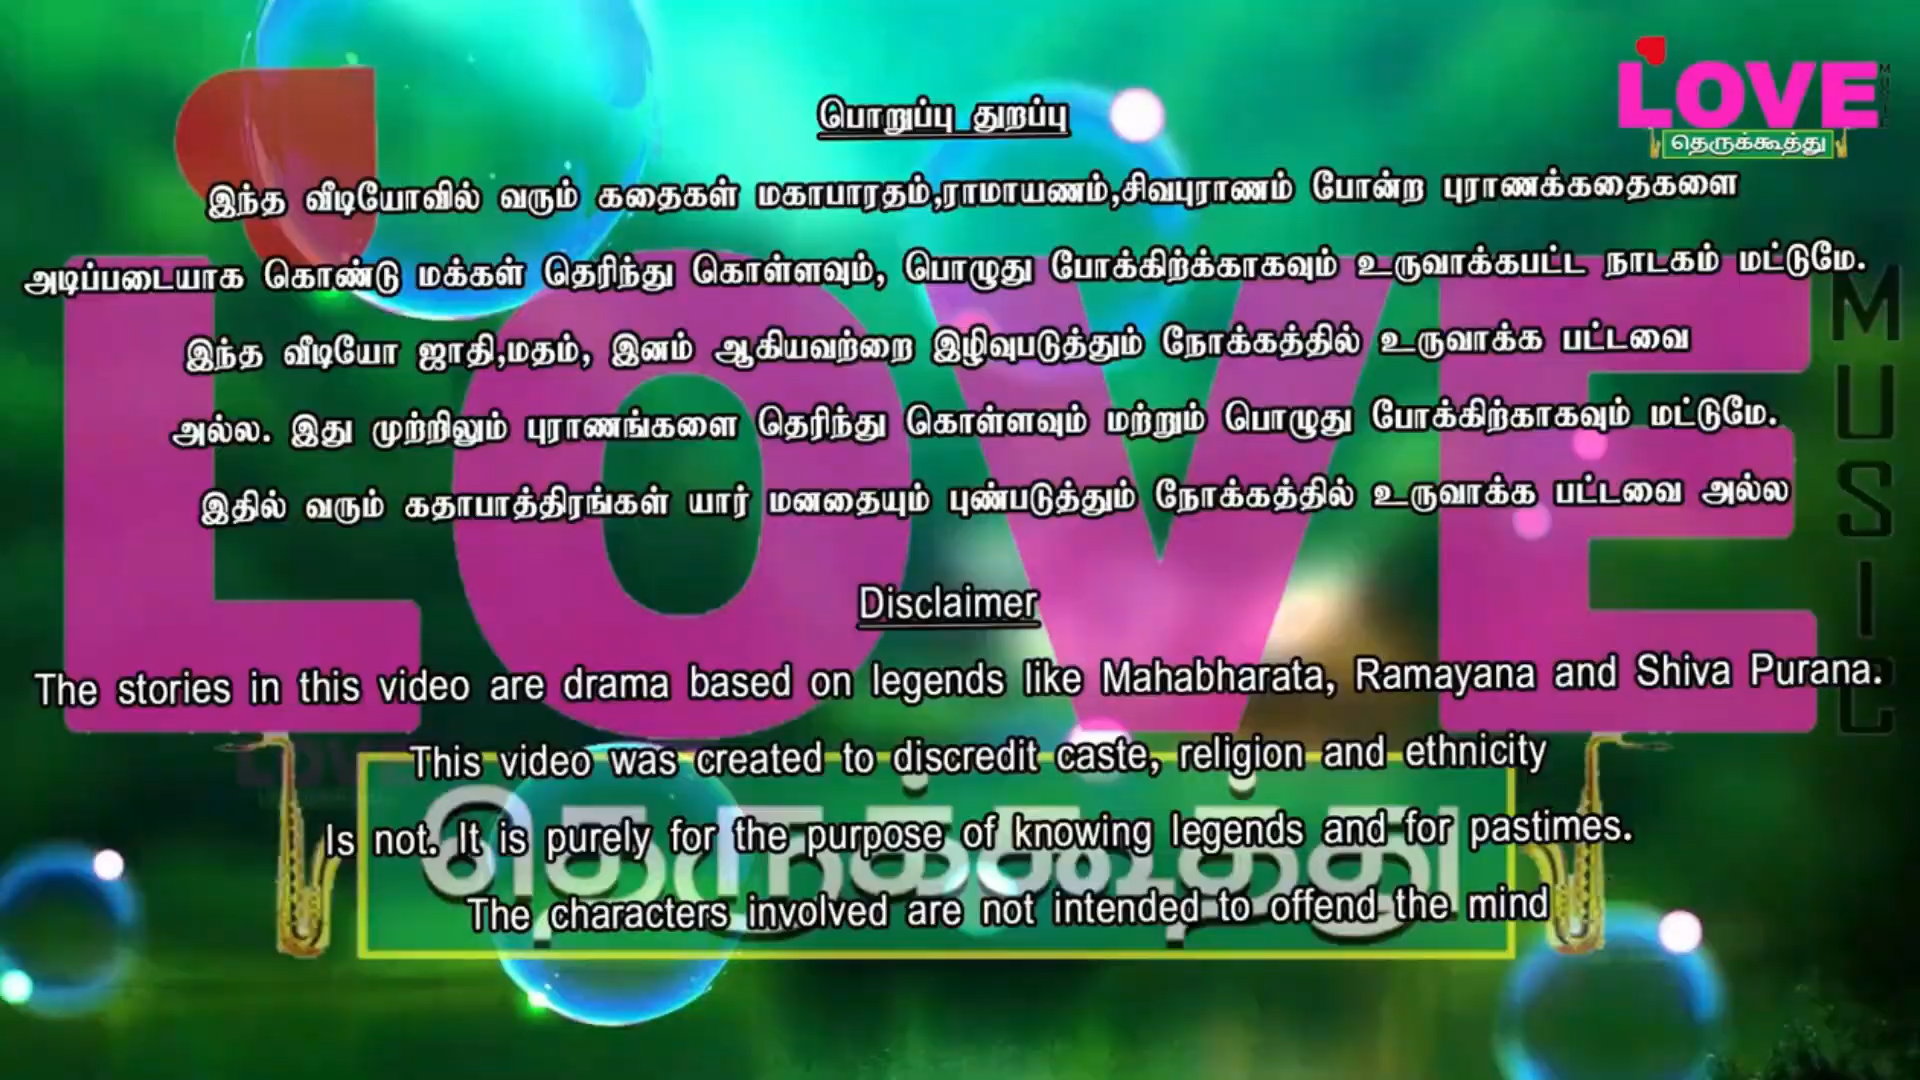 LOVE
MUSIC
தெருக்கூத்து
பொறுப்பு துறப்பு
இந்த வீடியோவில் வரும் கதைகள் மகாபாரதம்,ராமாயணம்,சிவபுராணம் போன்ற புராணக்கதைகளை
அடிப்படையாக கொண்டு மக்கள் தெரிந்து கொள்ளவும், பொழுது போக்கிற்க்காகவும் உருவாக்கபட்ட நாடகம் மட்டுமே.
இந்த வீடியோ ஜாதி,மதம், இனம் ஆகியவற்றை இழிவுபடுத்தும் நோக்கத்தில் உருவாக்க பட்டவை
அல்ல. இது முற்றிலும் புராணங்களை தெரிந்து கொள்ளவும் மற்றும் பொழுது போக்கிற்காகவும் மட்டுமே.
இதில் வரும் கதாபாத்திரங்கள் யார் மனதையும் புண்படுத்தும் நோக்கத்தில் உருவாக்க பட்டவை அல்ல
Disclaimer
The stories in this video are drama based on legends like Mahabharata, Ramayana and Shiva Purana.
This video was created to discredit caste, religion and ethnicity
Is not. It is purely for the purpose of knowing legends and for pastimes.
The characters involved are not intended to offend the mind
LOVE
MUSIC
தெருக்கூத்து